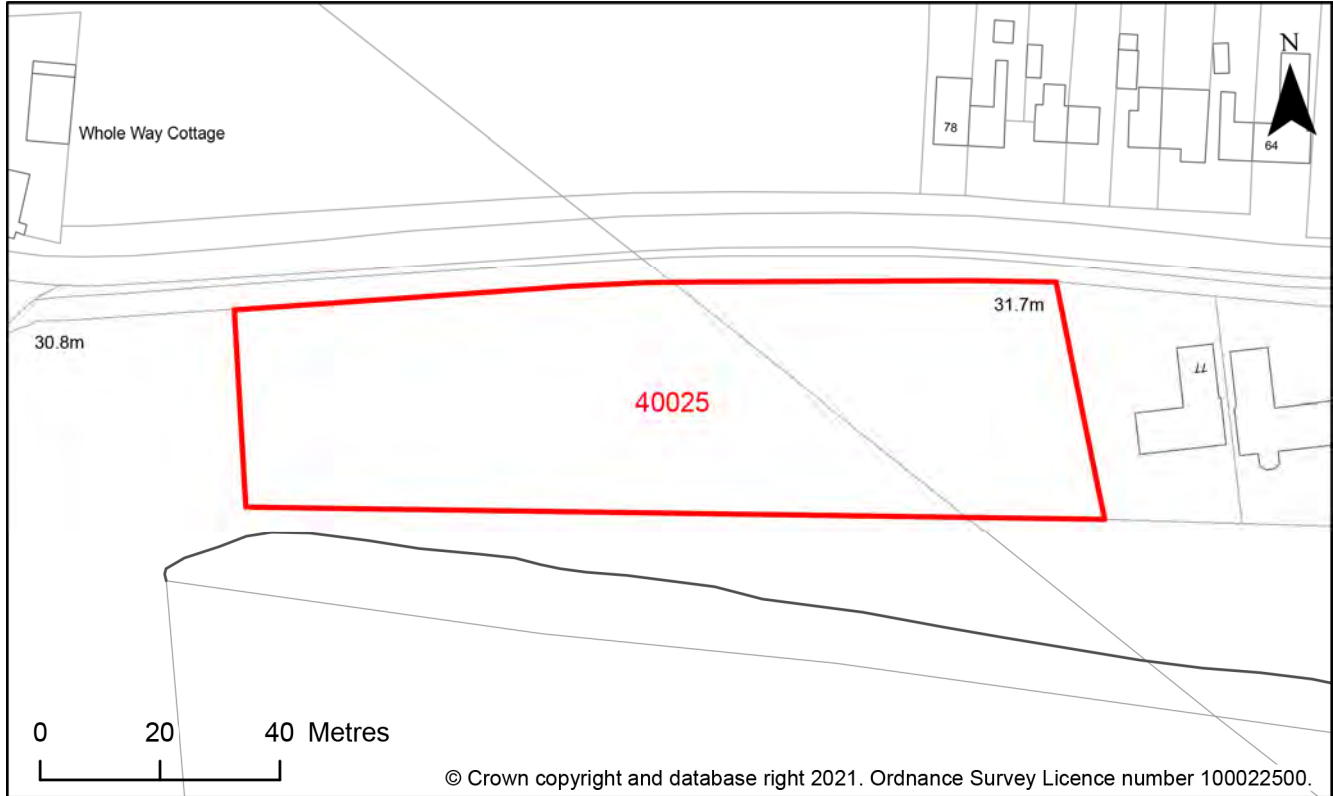 N
78
64
Whole Way Cottage
31.7m
30.8m
77
40025
0 20 40 Metres
© Crown copyright and database right 2021. Ordnance Survey Licence number 100022500.